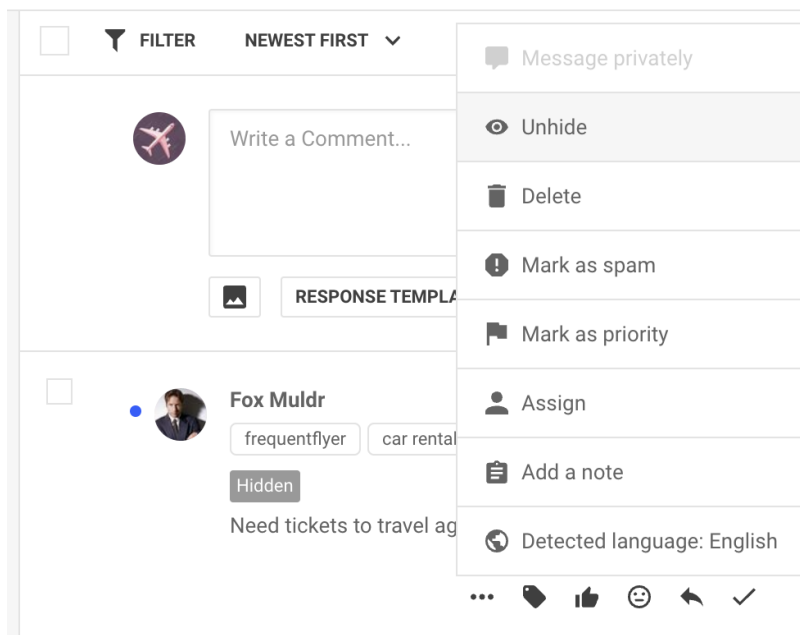 FILTER
NEWEST FIRST
Write a Comment...
RESPONSE TEMPLA
Fox Muldr
frequentflyer
car rental
Hidden
Need tickets to travel ag
Message privately
Unhide
Delete
Mark as spam
Mark as priority
Assign
Add a note
Detected language: English